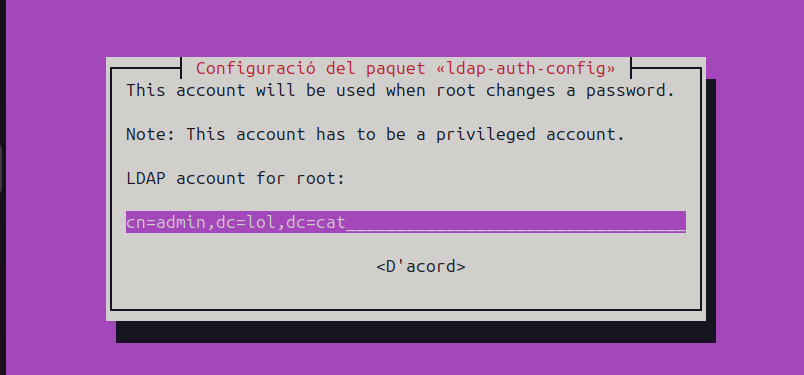 Configuració del paquet «ldap-auth-config»
This account will be used when root changes a password.
Note: This account has to be a privileged account.
LDAP account for root:
cn=admin,dc=lol,dc=cat__________________________________
<D'acord>